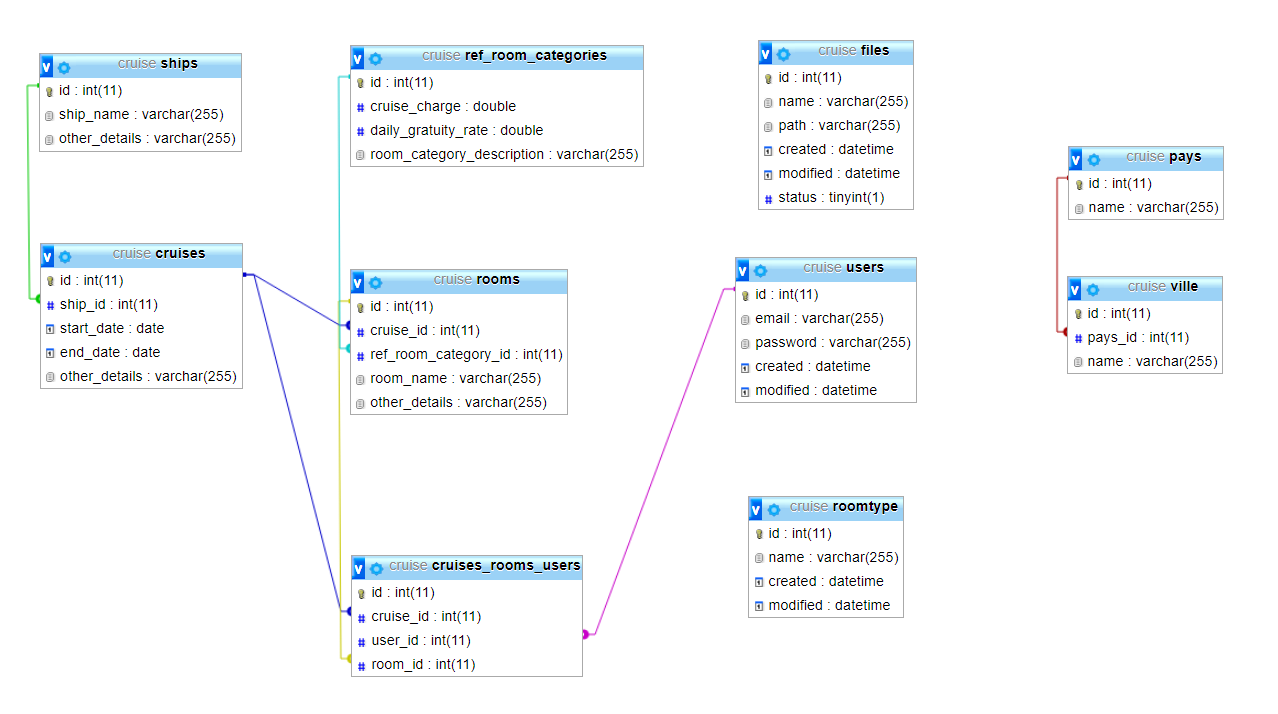 cruise ships
id : int(11)
ship_name : varchar(255)
other_details : varchar(255)
cruise ref_room_categories
id : int(11)
cruise_charge : double
daily_gratuity_rate : double
room_category_description : varchar(255)
cruise files
id : int(11)
name : varchar(255)
path : varchar(255)
created : datetime
modified : datetime
status : tinyint(1)
cruise pays
id : int(11)
name : varchar(255)
cruise cruises
id : int(11)
ship_id : int(11)
start_date : date
end_date : date
other_details : varchar(255)
cruise rooms
id : int(11)
cruise_id : int(11)
ref_room_category_id : int(11)
room_name : varchar(255)
other_details : varchar(255)
cruise users
id : int(11)
email : varchar(255)
password : varchar(255)
created : datetime
modified : datetime
cruise ville
id : int(11)
pays_id : int(11)
name : varchar(255)
cruise cruises_rooms_users
id : int(11)
cruise_id : int(11)
user_id : int(11)
room_id : int(11)
cruise roomtype
id : int(11)
name : varchar(255)
created : datetime
modified : datetime